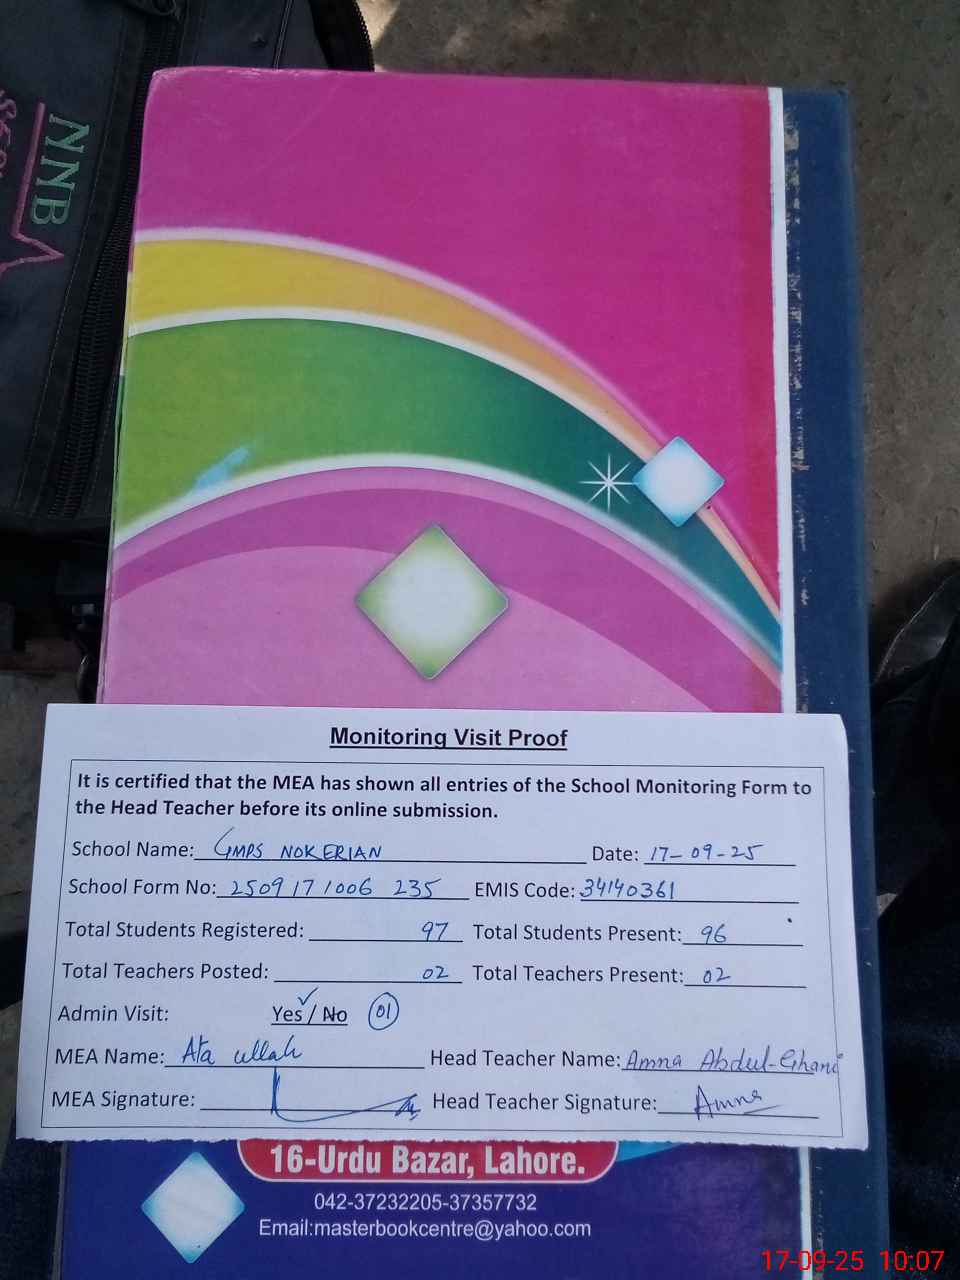 NNB
Monitoring Visit Proof
It is certified that the MEA has shown all entries of the School Monitoring Form to
the Head Teacher before its online submission.
School Name: GMPS NOKERIAN Date: 17-09-25
School Form No: 2509171006 235 EMIS Code: 34140361
Total Students Registered: 97 Total Students Present: 96
Total Teachers Posted: 02 Total Teachers Present: 02
Admin Visit: Yes / No 01
MEA Name: Ata ullah Head Teacher Name: Amna Abdul-Ghani
MEA Signature: Head Teacher Signature: Amna
16-Urdu Bazar, Lahore.
042-37232205-37357732
Email:masterbookcentre@yahoo.com
17-09-25 10:07